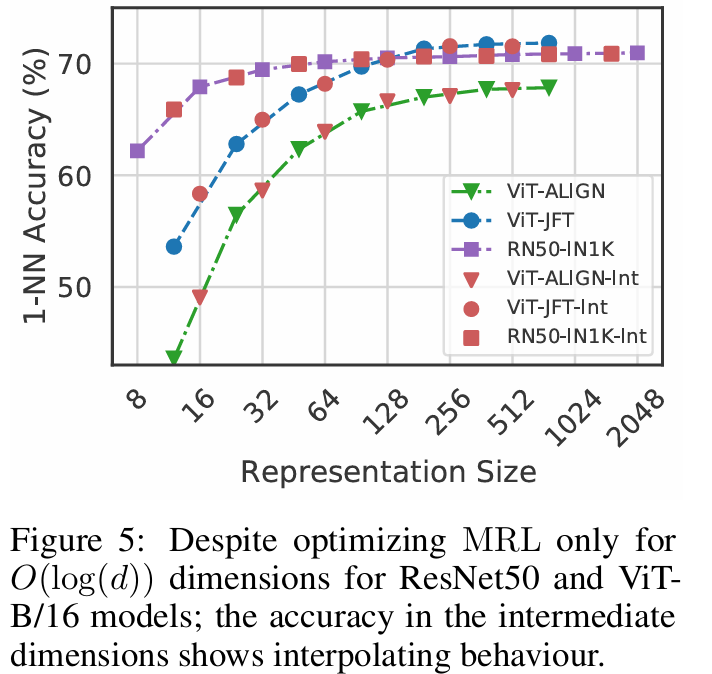 1-NN Accuracy (%)
70
60
50
ViT-ALIGN
ViT-JFT
RN50-IN1K
ViT-ALIGN-Int
ViT-JFT-Int
RN50-IN1K-Int
8
16
32
64
128
256
512
1024
2048
Representation Size
Figure 5: Despite optimizing MRL only for
O(log(d)) dimensions for ResNet50 and ViT-
B/16 models; the accuracy in the intermediate
dimensions shows interpolating behaviour.